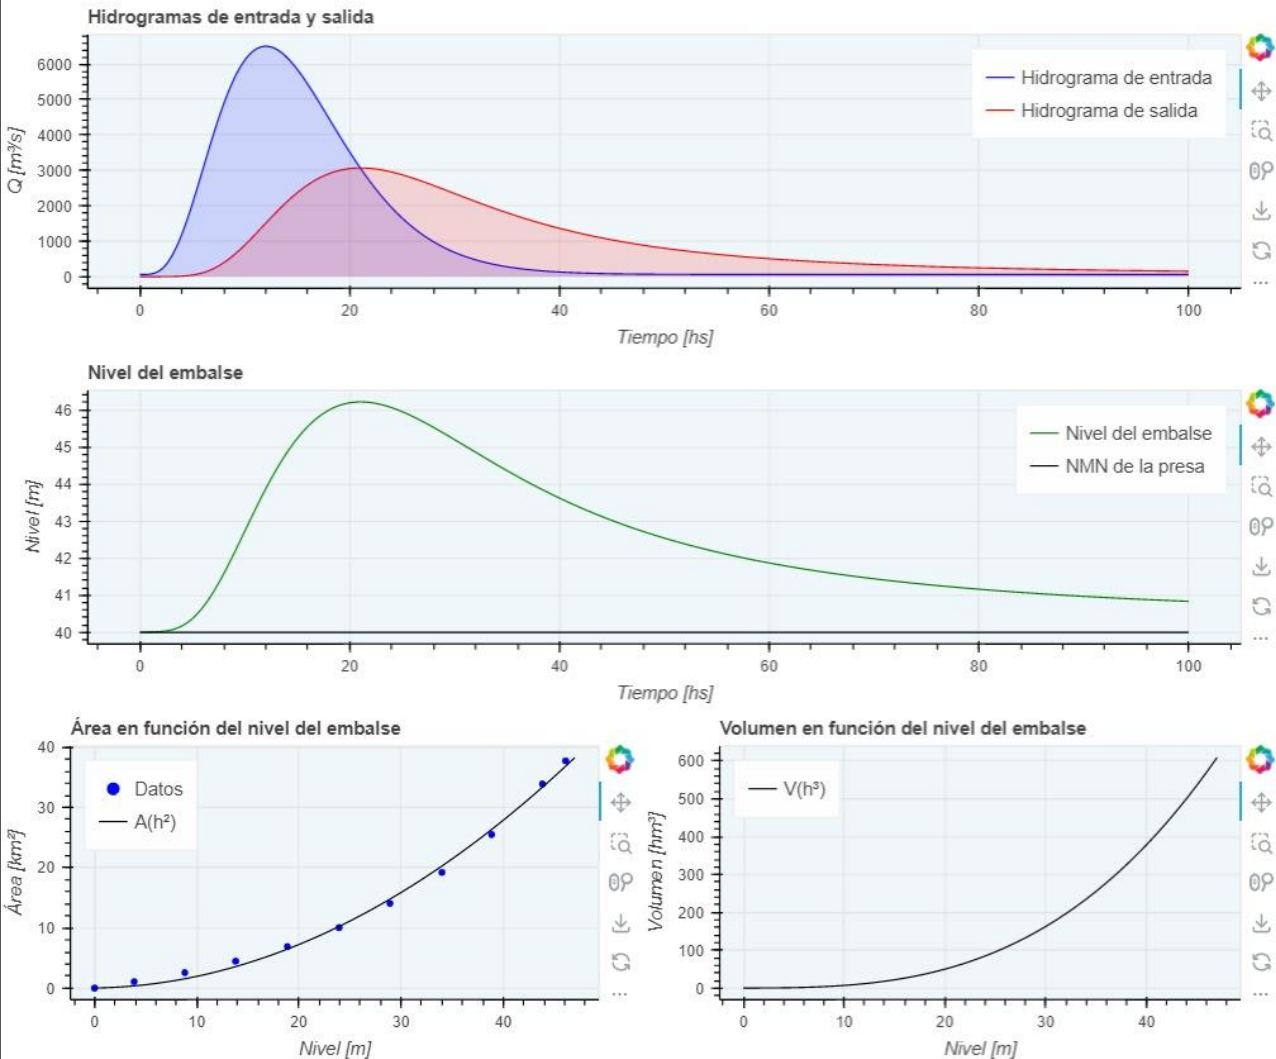 Hidrogramas de entrada y salida
6000
5000
4000
3000
2000
1000
0
Q [m³/s]
Hidrograma de entrada
Hidrograma de salida
0 20 40 60 80 100
Tiempo [hs]
Nivel del embalse
46
45
44
43
42
41
40
Nivel [m]
Nivel del embalse
NMN de la presa
0 20 40 60 80 100
Tiempo [hs]
Área en función del nivel del embalse
40
30
20
10
0
Área [km²]
Datos
A(h²)
0 10 20 30 40
Nivel [m]
Volumen en función del nivel del embalse
600
500
400
300
200
100
0
Volumen [hm³]
V(h³)
0 10 20 30 40
Nivel [m]